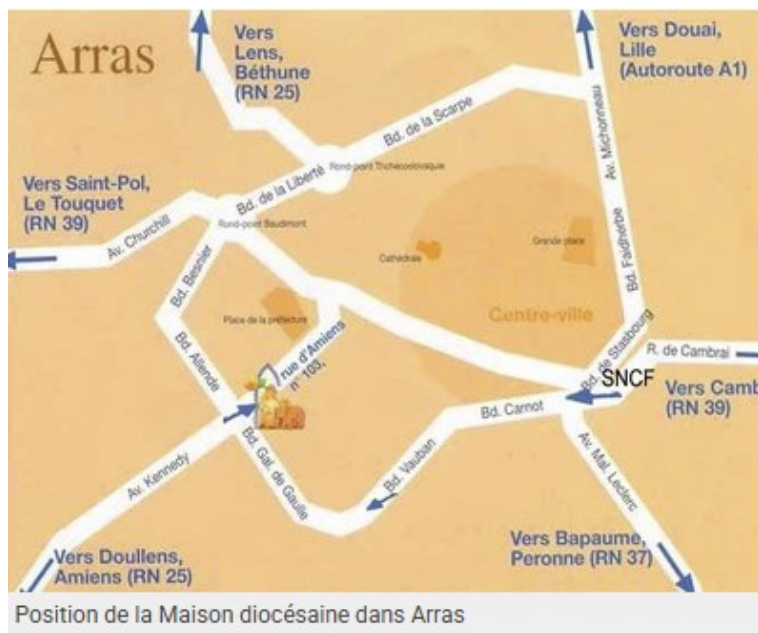 Arras
Vers
Lens,
Béthune
(RN 25)
Vers Douai,
Lille
(Autoroute A1)
Bd. de la Scarpe
Av. Michonneau
Rond-point Tchécoslovaquie
Bd. de la Liberté
Vers Saint-Pol,
Le Touquet
(RN 39)
Av. Churchill
Rond-point Baudimont
Cathédrale
Grande place
Bd. Besnier
Bd. Faidherbe
Place de la préfecture
Centre-ville
Bd. Allende
rue d'Amiens
n° 103,
Bd. de Stasbourg
R. de Cambrai
SNCF
Vers Camb
(RN 39)
Bd. Carnot
Av. Kennedy
Bd. Gal. de Gaulle
Bd. Vauban
Av. Mal. Leclerc
Vers Doullens,
Amiens (RN 25)
Vers Bapaume,
Peronne (RN 37)
Position de la Maison diocésaine dans Arras